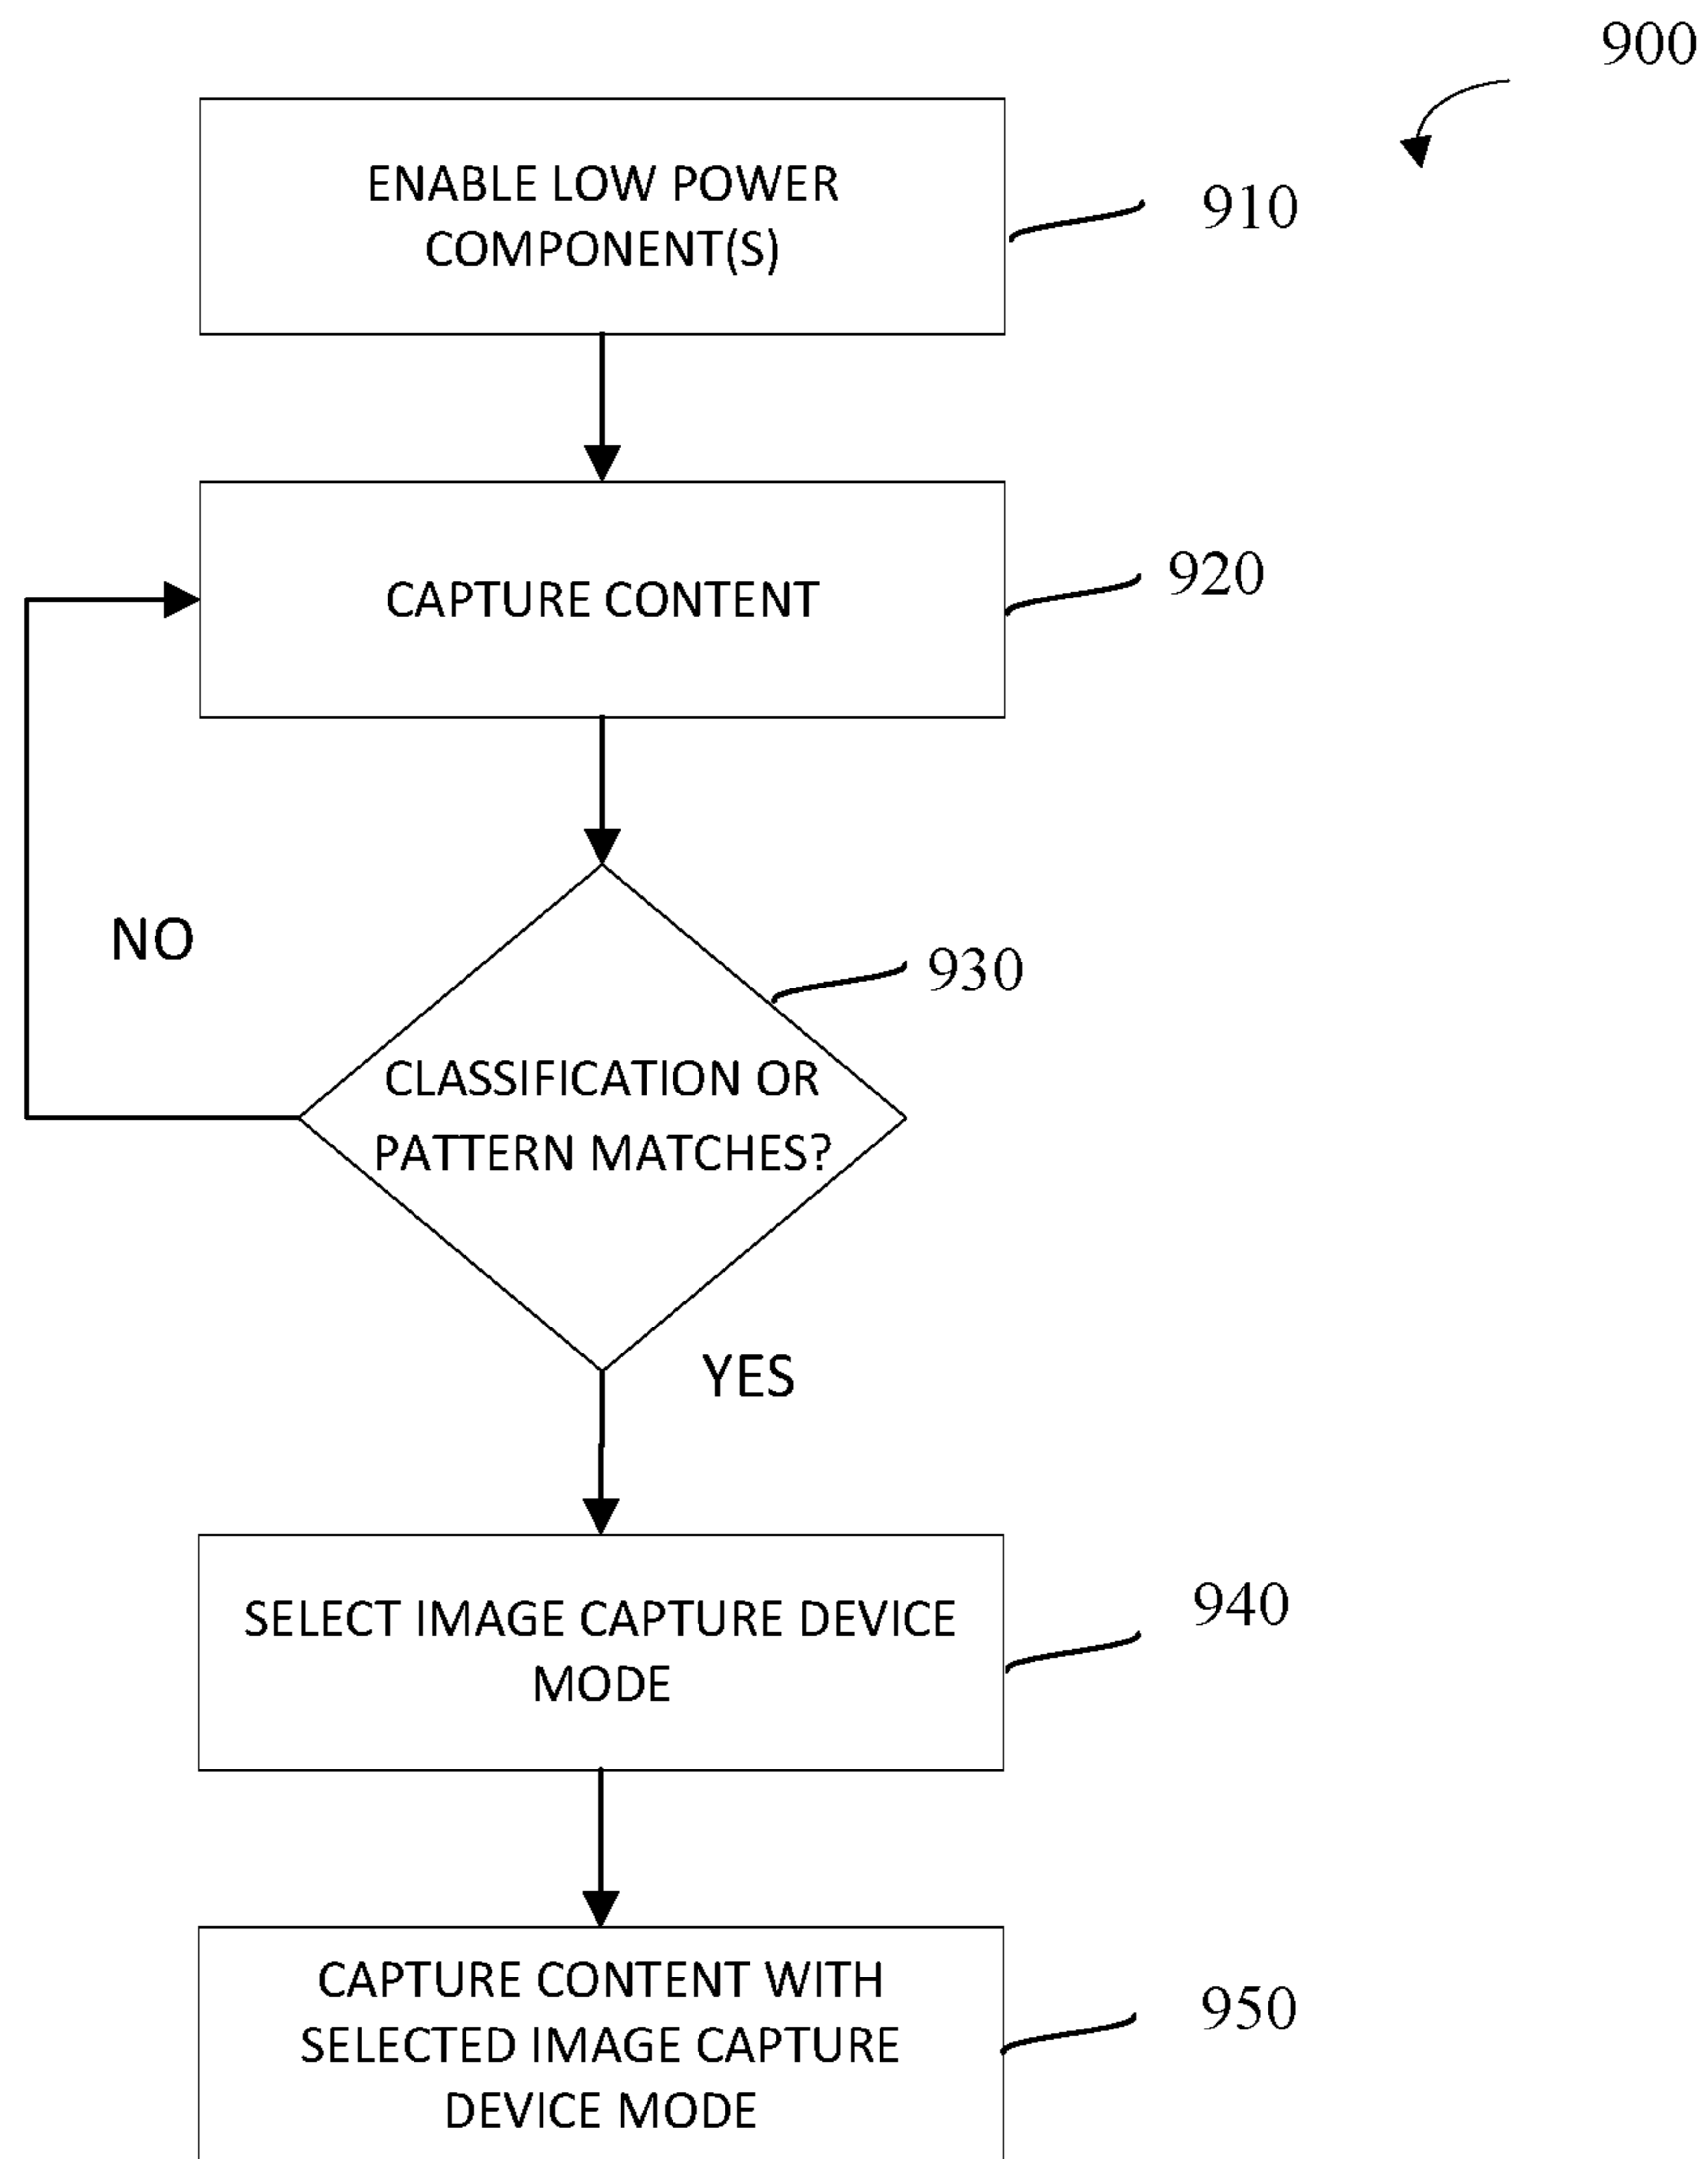 900
ENABLE LOW POWER
COMPONENT(S)
910
CAPTURE CONTENT
920
NO
930
CLASSIFICATION OR
PATTERN MATCHES?
YES
SELECT IMAGE CAPTURE DEVICE
MODE
940
CAPTURE CONTENT WITH
SELECTED IMAGE CAPTURE
DEVICE MODE
950